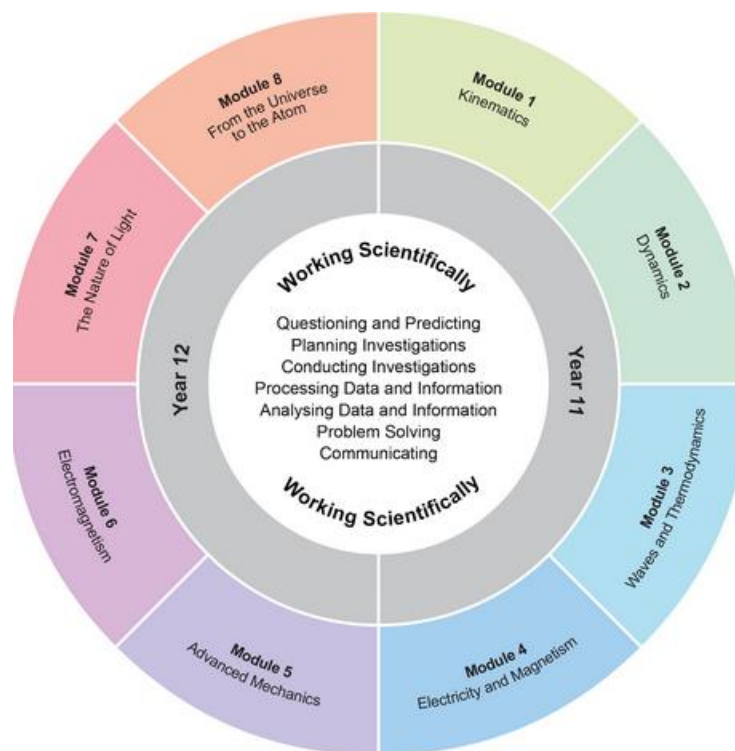 Module 1
Kinematics
Module 2
Dynamics
Module 3
Waves and Thermodynamics
Module 4
Electricity and Magnetism
Module 5
Advanced Mechanics
Module 6
Electromagnetism
Module 7
The Nature of Light
Module 8
From the Universe
to the Atom
Year 11
Year 12
Working Scientifically
Questioning and Predicting
Planning Investigations
Conducting Investigations
Processing Data and Information
Analysing Data and Information
Problem Solving
Communicating
Working Scientifically